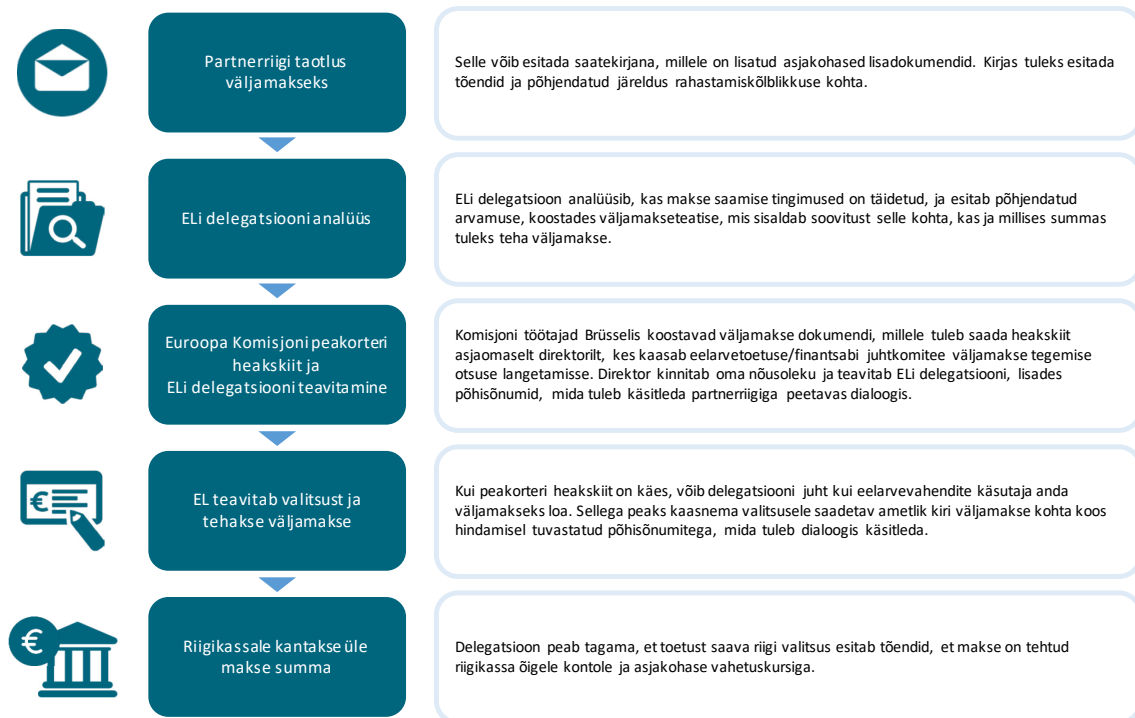 Partnerriigi taotlus
väljamakseks
Selle võib esitada saatekirjana, millele on lisatud asjakohased lisadokumendid. Kirjas tuleks esitada
tõendid ja põhjendatud järeldus rahastamiskõlblikkuse kohta.
ELi delegatsiooni analüüs
ELi delegatsioon analüüsib, kas makse saamise tingimused on täidetud, ja esitab põhjendatud
arvamuse, koostades väljamakseteatise, mis sisaldab soovitust selle kohta, kas ja millises summas
tuleks teha väljamakse.
Euroopa Komisjoni peakorteri
heakskiit ja
ELi delegatsiooni teavitamine
Komisjoni töötajad Brüsselis koostavad väljamakse dokumendi, millele tuleb saada heakskiit
asjaomaselt direktorilt, kes kaasab eelarvetoetuse/finantsabi juhtkomitee väljamakse tegemise
otsuse langetamisse. Direktor kinnitab oma nõusoleku ja teavitab ELi delegatsiooni, lisades
põhisõnumid, mida tuleb käsitleda partnerriigiga peetavas dialoogis.
€
EL teavitab valitsust ja
tehakse väljamakse
Kui peakorteri heakskiit on käes, võib delegatsiooni juht kui eelarvevahendite käsutaja anda
väljamakseks loa. Sellega peaks kaasnema valitsusele saadetav ametlik kiri väljamakse kohta koos
hindamisel tuvastatud põhisõnumitega, mida tuleb dialoogis käsitleda.
€
Riigikassale kantakse üle
makse summa
Delegatsioon peab tagama, et toetust saava riigi valitsus esitab tõendid, et makse on tehtud
riigikassa õigele kontole ja asjakohase vahetuskursiga.